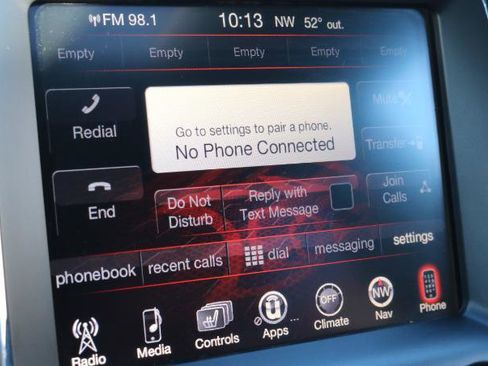 FM 98.1 10:13 NW 52° out.
Empty Empty Empty Empty Empty
Redial
Go to settings to pair a phone.
No Phone Connected
Mute
Transfer
End
Do Not
Disturb
Reply with
Text Message
Join
Calls
phonebook recent calls dial messaging settings
OFF NW
Radio Media Controls Apps ... Climate Nav Phone